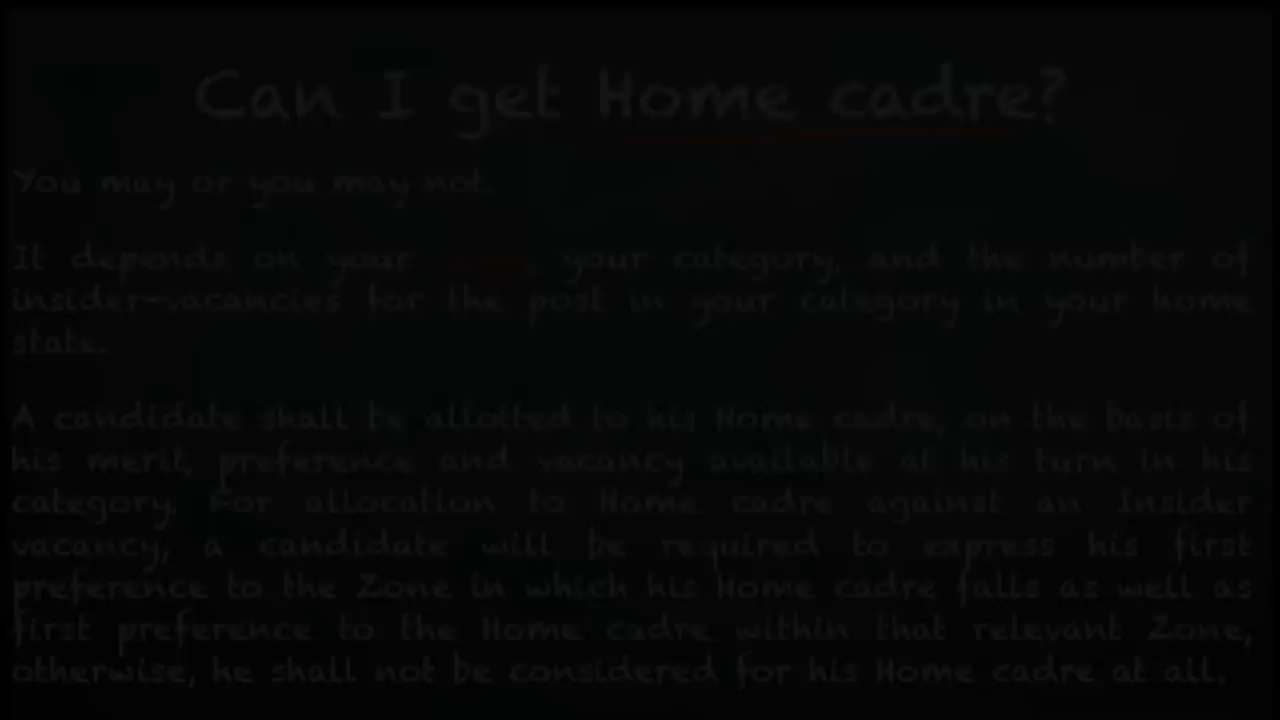 Can I get Home cadre?
You may or you may not.
It depends on your , your category, and the number of
insider-vacancies for the post in your category in your home
state.
A candidate shall be allotted to his Home cadre, on the basis of
his merit, preference and vacancy available at his turn in his
category. For allocation to Home cadre against an Insider
vacancy, a candidate will be required to express his first
preference to the Zone in which his Home cadre falls as well as
first preference to the Home cadre within that relevant Zone,
otherwise, he shall not be considered for his Home cadre at all.